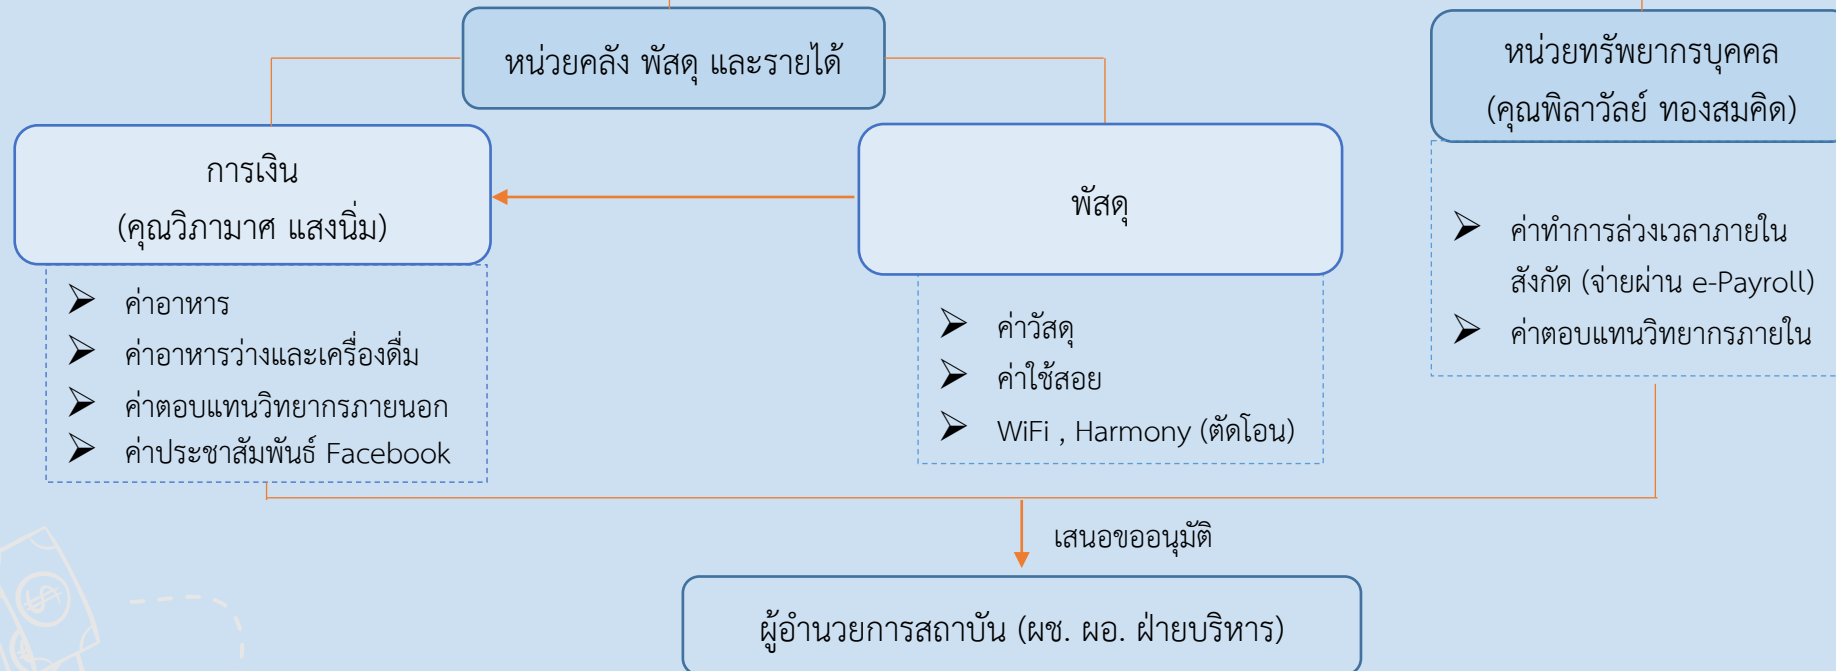 หน่วยคลัง พัสดุ และรายได้
หน่วยทรัพยากรบุคคล
(คุณพิลาวัลย์ ทองสมคิด)
การเงิน
(คุณวิภามาศ แสงนิ่ม)
พัสดุ
ค่าอาหาร
ค่าอาหารว่างและเครื่องดื่ม
ค่าตอบแทนวิทยากรภายนอก
ค่าประชาสัมพันธ์ Facebook
ค่าวัสดุ
ค่าใช้สอย
WiFi , Harmony (ตัดโอน)
ค่าทำการล่วงเวลาภายใน
สังกัด (จ่ายผ่าน e-Payroll)
ค่าตอบแทนวิทยากรภายใน
เสนอขออนุมัติ
ผู้อำนวยการสถาบัน (ผช. ผอ. ฝ่ายบริหาร)